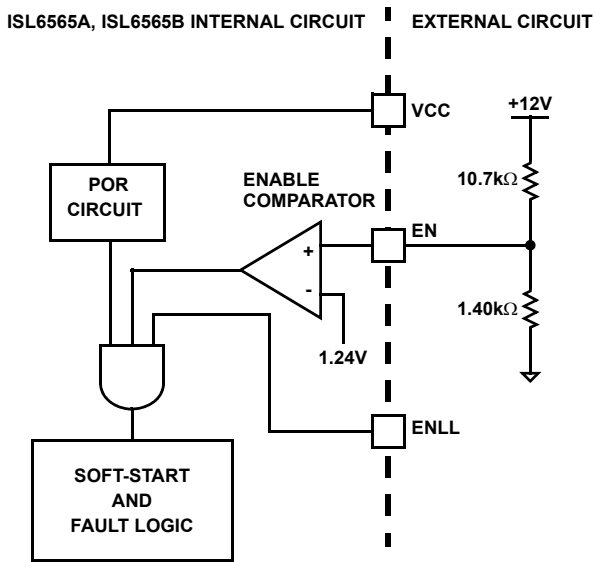 ISL6565A, ISL6565B INTERNAL CIRCUIT
EXTERNAL CIRCUIT
VCC
+12V
POR
CIRCUIT
ENABLE
COMPARATOR
10.7kΩ
EN
+
-
1.40kΩ
1.24V
ENLL
SOFT-START
AND
FAULT LOGIC